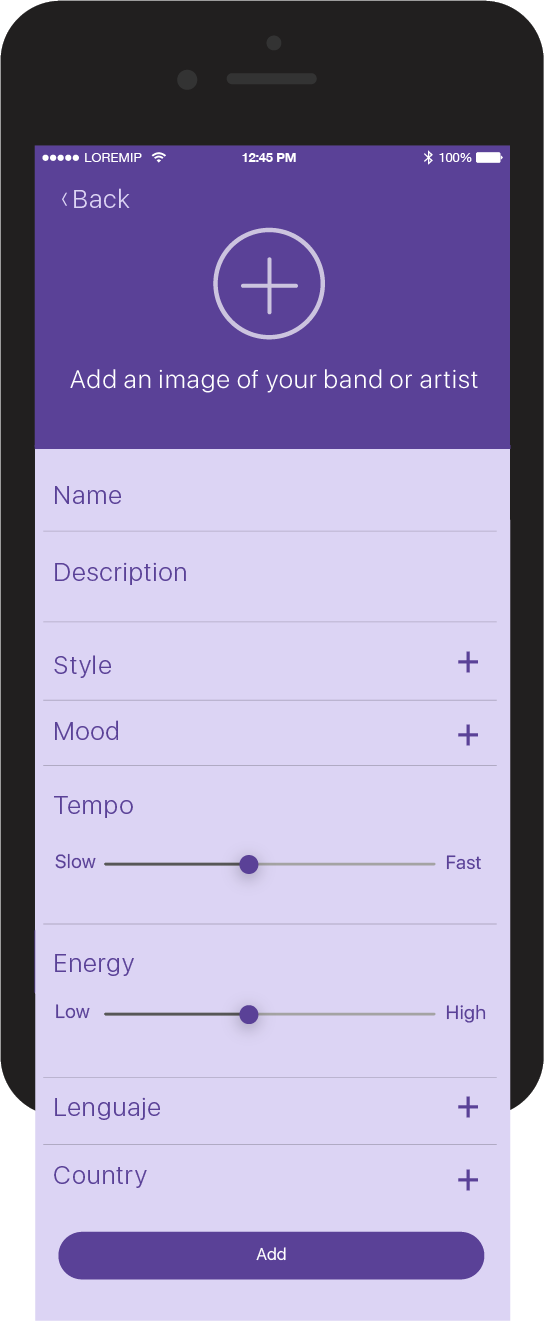 LOREMIP 12:45 PM 100%
Back
Add an image of your band or artist
Name
Description
Style
Mood
Tempo
Slow Fast
Energy
Low High
Lenguaje
Country
Add